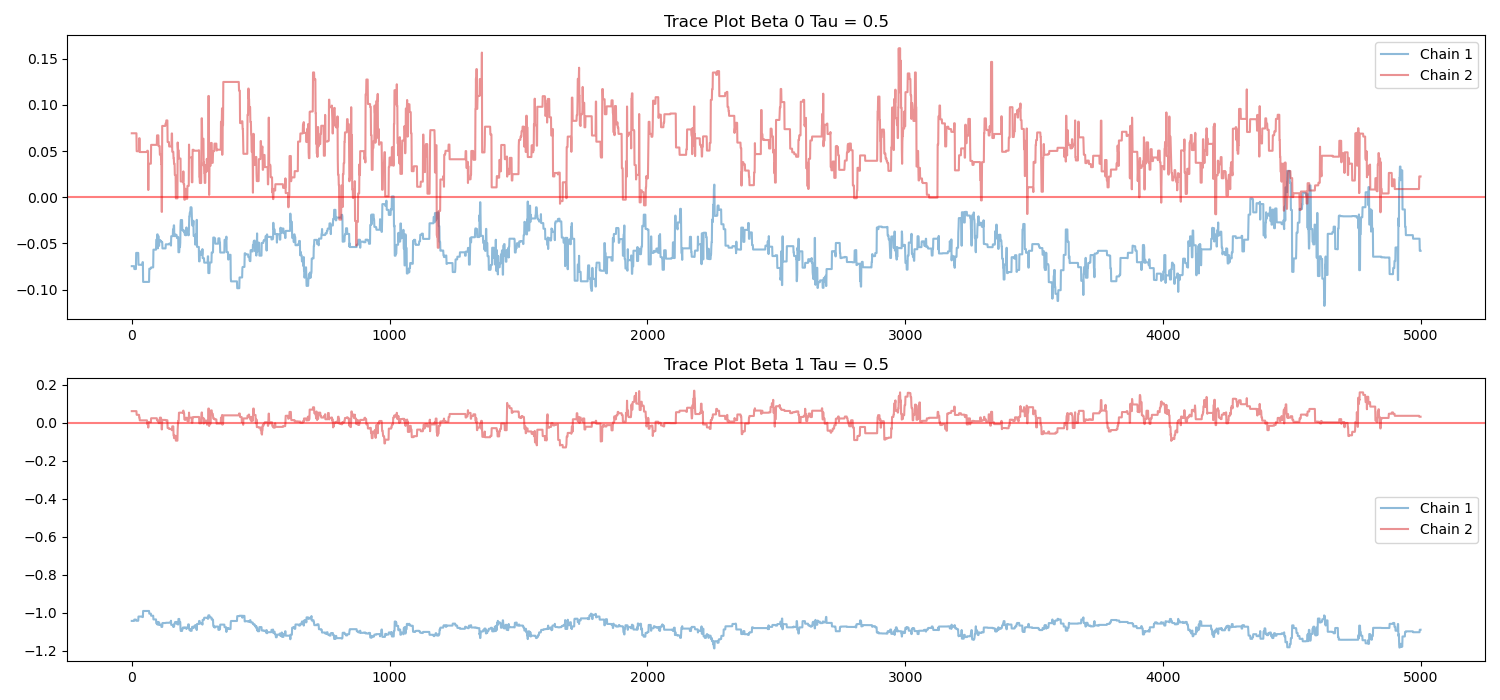 Trace Plot Beta 0 Tau = 0.5
0.15
0.10
0.05
0.00
−0.05
−0.10
Chain 1
Chain 2
0 1000 2000 3000 4000 5000
Trace Plot Beta 1 Tau = 0.5
0.2
0.0
−0.2
−0.4
−0.6
−0.8
−1.0
−1.2
Chain 1
Chain 2
0 1000 2000 3000 4000 5000